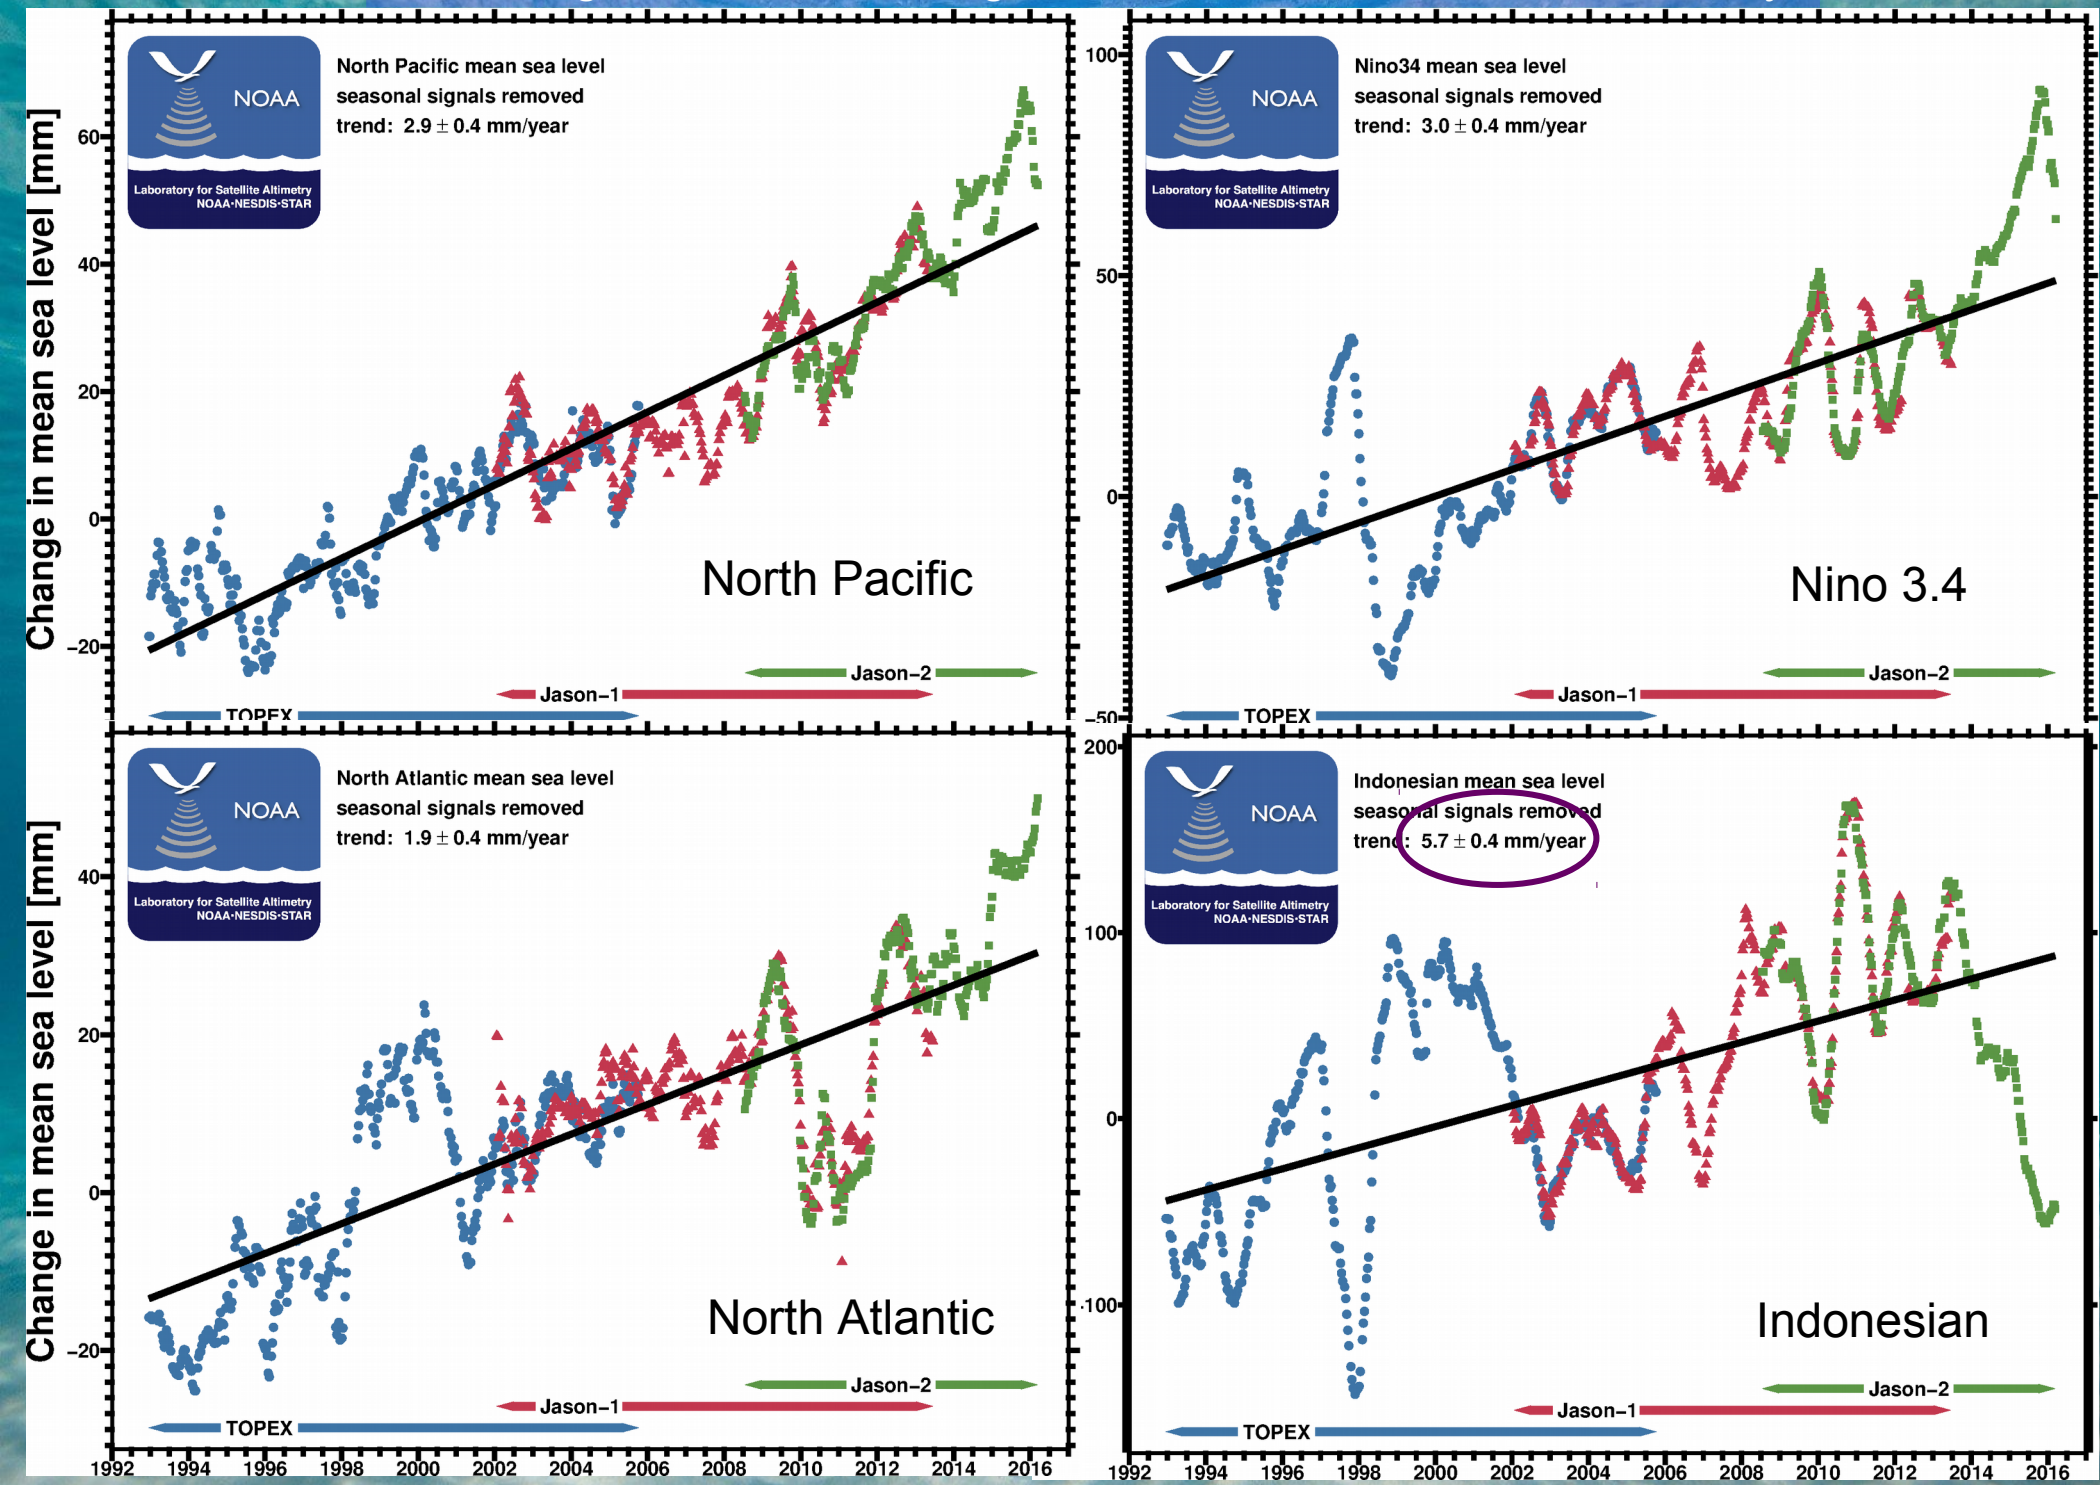 Change in mean sea level [mm]
60
40
20
0
−20
NOAA
Laboratory for Satellite Altimetry
NOAA·NESDIS·STAR
North Pacific mean sea level
seasonal signals removed
trend: 2.9 ± 0.4 mm/year
North Pacific
Jason−2
Jason−1
TOPEX
100
50
0
−50
NOAA
Laboratory for Satellite Altimetry
NOAA·NESDIS·STAR
Nino34 mean sea level
seasonal signals removed
trend: 3.0 ± 0.4 mm/year
Nino 3.4
Jason−2
Jason−1
TOPEX
Change in mean sea level [mm]
40
20
0
−20
NOAA
Laboratory for Satellite Altimetry
NOAA·NESDIS·STAR
North Atlantic mean sea level
seasonal signals removed
trend: 1.9 ± 0.4 mm/year
North Atlantic
Jason−2
Jason−1
TOPEX
1992 1994 1996 1998 2000 2002 2004 2006 2008 2010 2012 2014 2016
200
100
0
-100
NOAA
Laboratory for Satellite Altimetry
NOAA·NESDIS·STAR
Indonesian mean sea level
seasonal signals removed
trend: 5.7 ± 0.4 mm/year
Indonesian
Jason−2
Jason−1
TOPEX
1992 1994 1996 1998 2000 2002 2004 2006 2008 2010 2012 2014 2016